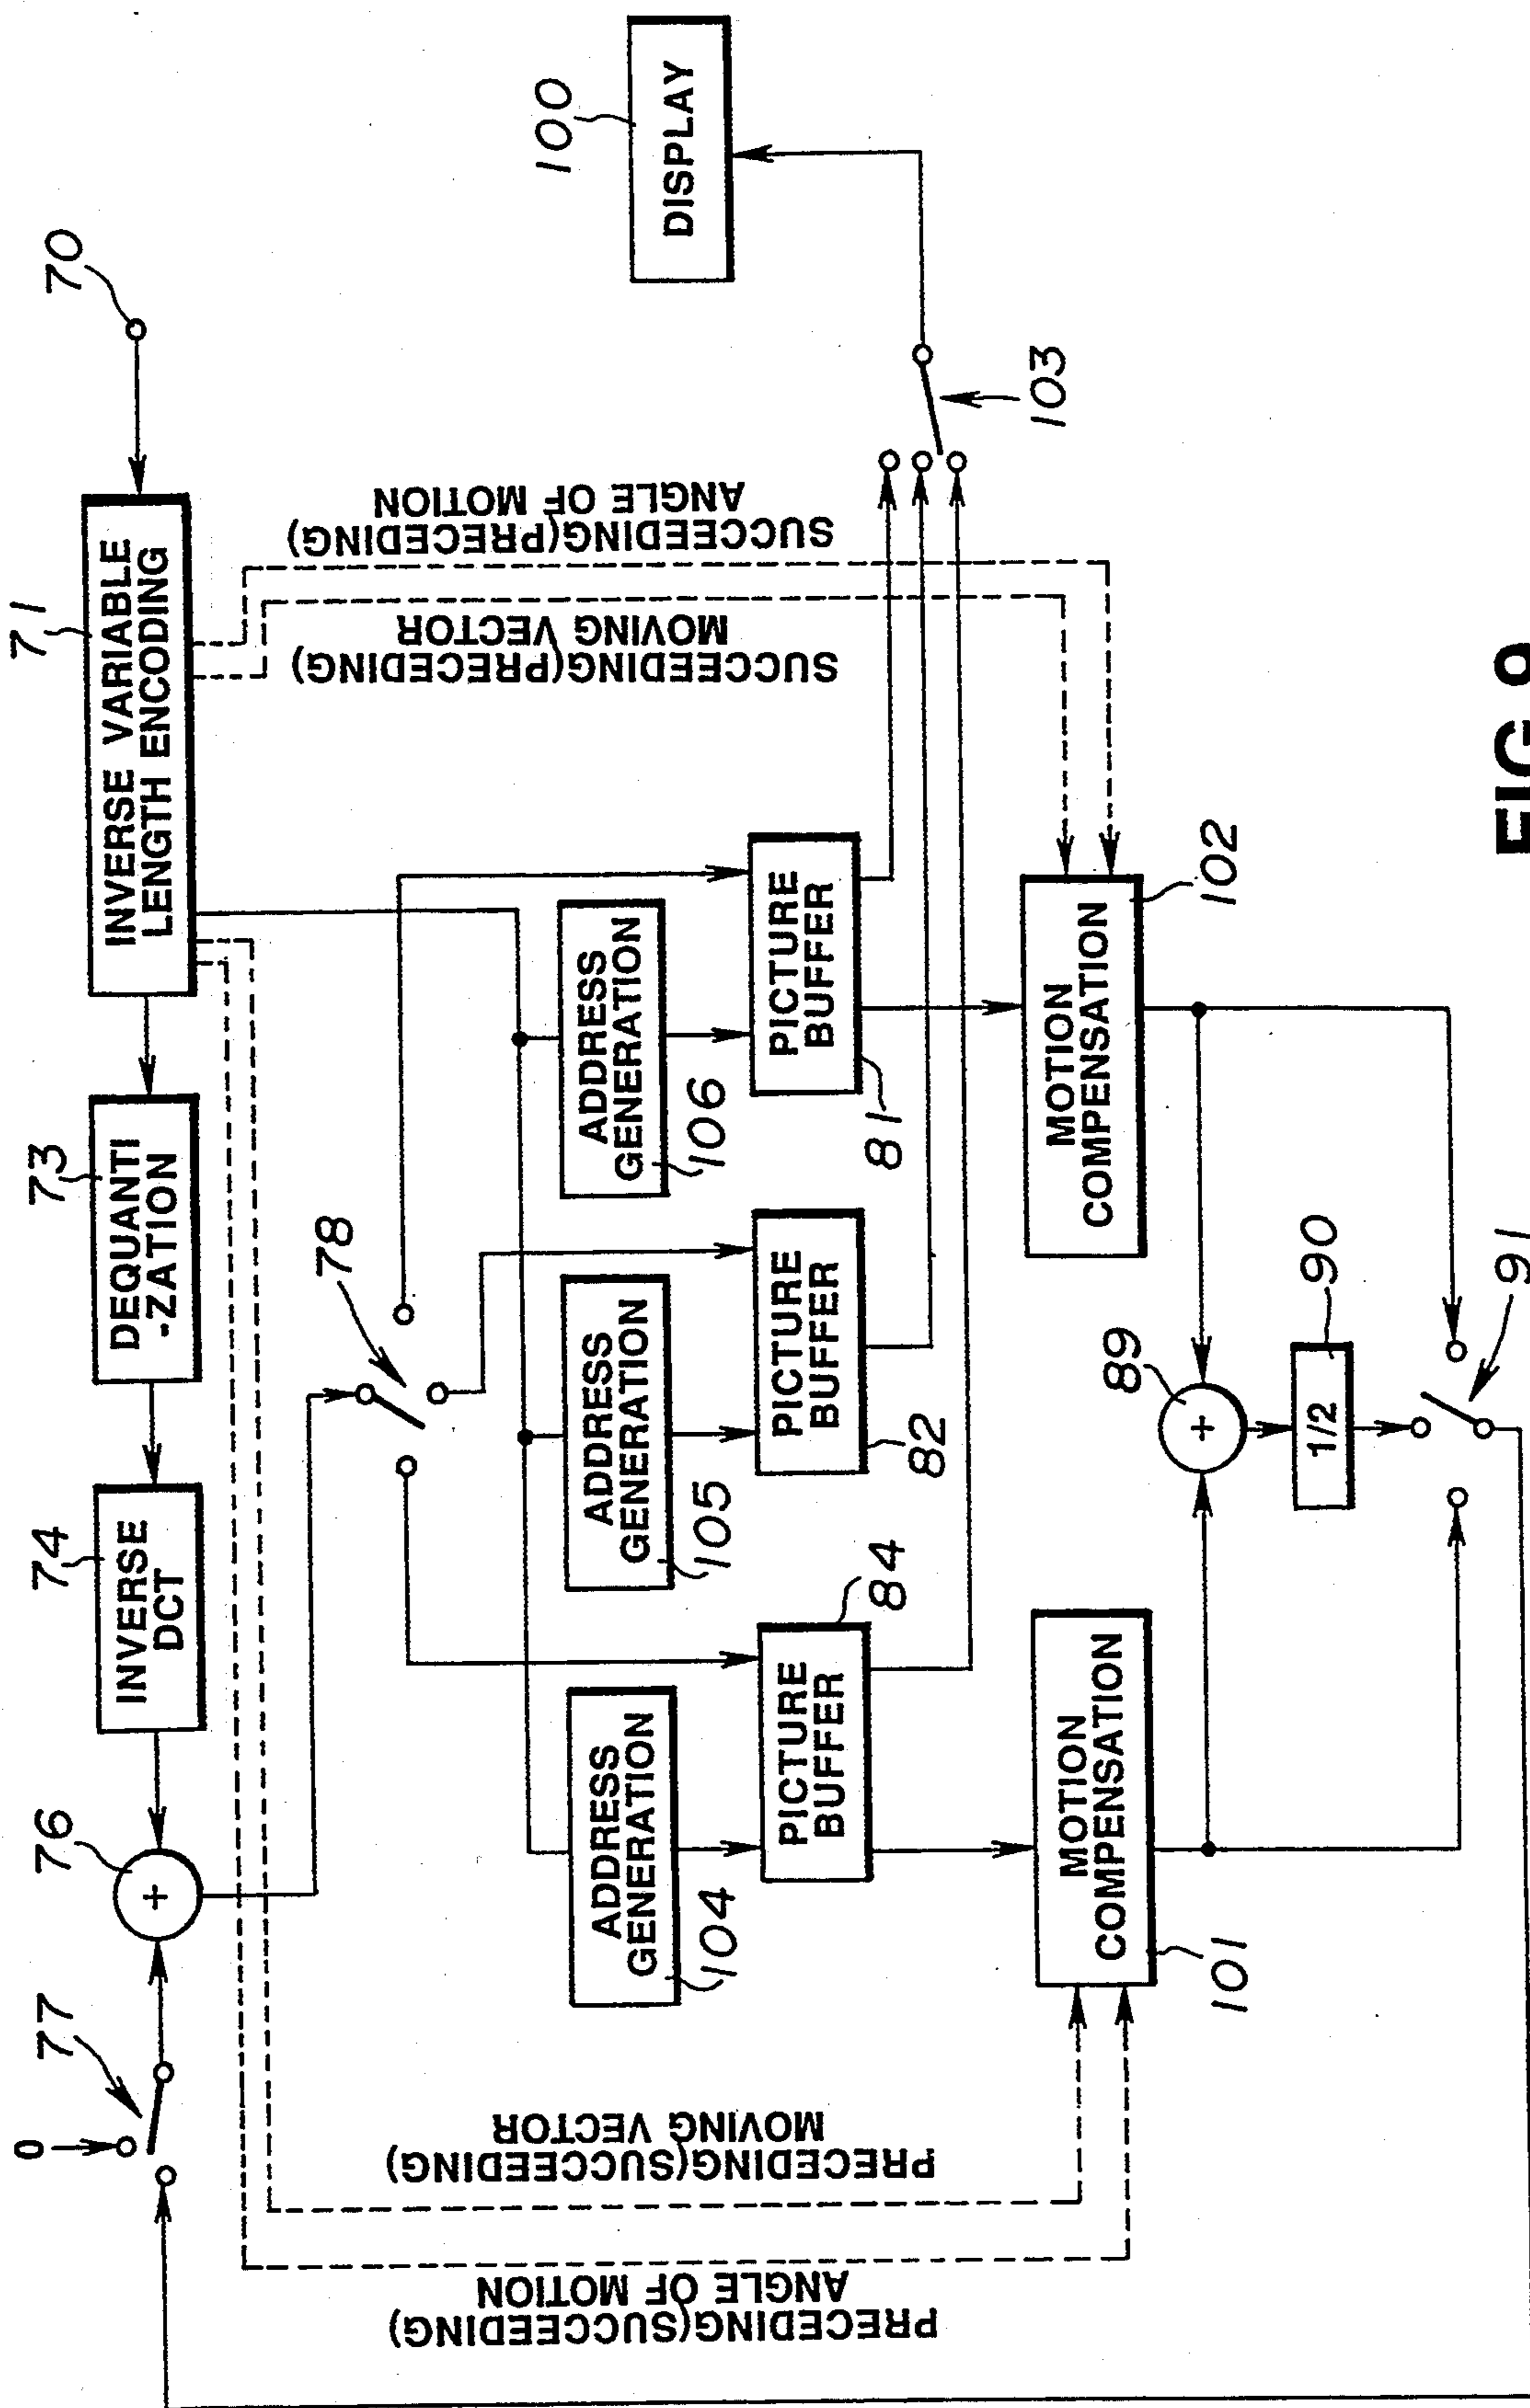 0
77
76
74
INVERSE
DCT
73
DEQUANTI
-ZATION
71
INVERSE VARIABLE
LENGTH ENCODING
70
78
PRECEDING(SUCCEEDING)
ANGLE OF MOTION
PRECEDING(SUCCEEDING)
MOVING VECTOR
SUCCEEDING(PRECEDING)
MOVING VECTOR
SUCCEEDING(PRECEDING)
ANGLE OF MOTION
ADDRESS
GENERATION
104
ADDRESS
GENERATION
105
ADDRESS
GENERATION
106
100
DISPLAY
PICTURE
BUFFER
84
PICTURE
BUFFER
82
PICTURE
BUFFER
81
103
MOTION
COMPENSATION
101
MOTION
COMPENSATION
102
+
+
89
1/2
90
91
FIG